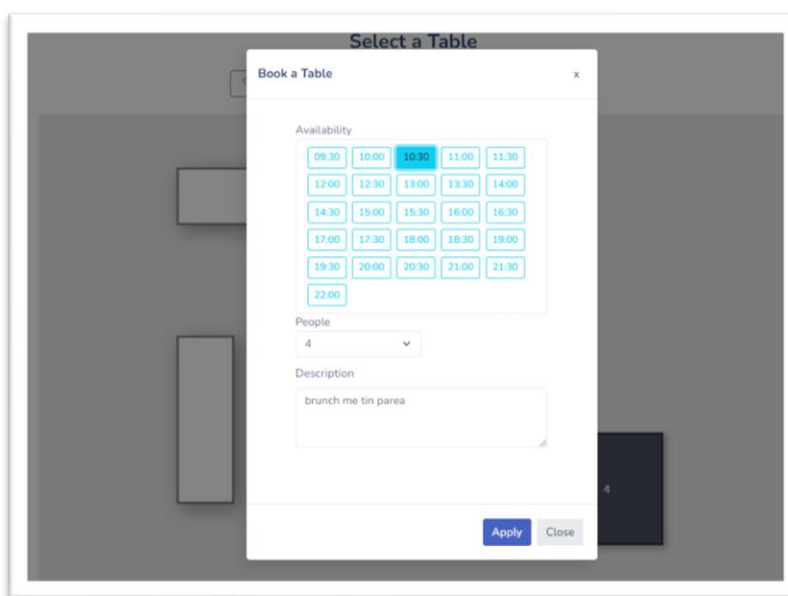 Select a Table
Book a Table x
Availability
09:30 10:00 10:30 11:00 11:30
12:00 12:30 13:00 13:30 14:00
14:30 15:00 15:30 16:00 16:30
17:00 17:30 18:00 18:30 19:00
19:30 20:00 20:30 21:00 21:30
22:00
People
4
Description
brunch me tin parea
4
Apply Close